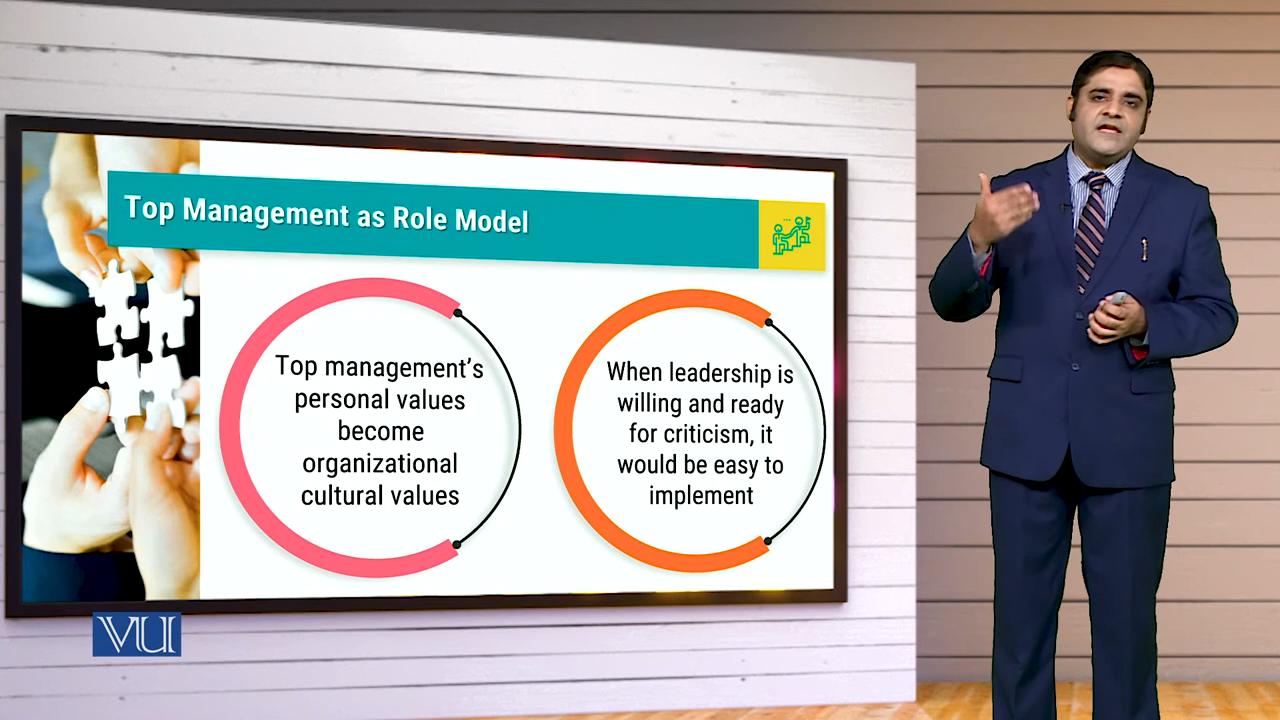 Top Management as Role Model
Top management's
personal values
become
organizational
cultural values
When leadership is
willing and ready
for criticism, it
would be easy to
implement
VU